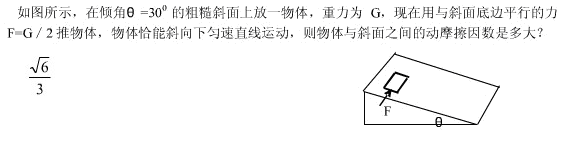 如图所示，在倾角θ =30⁰ 的粗糙斜面上放一物体，重力为 G，现在用与斜面底边平行的力
F=G／2 推物体，物体恰能斜向下匀速直线运动，则物体与斜面之间的动摩擦因数是多大？
√6
3
F
θ